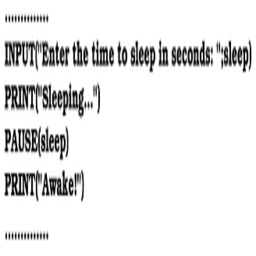 ..............
INPUT("Enter the time to sleep in seconds: ";sleep)
PRINT("Sleeping...")
PAUSE(sleep)
PRINT("Awake!")
..............